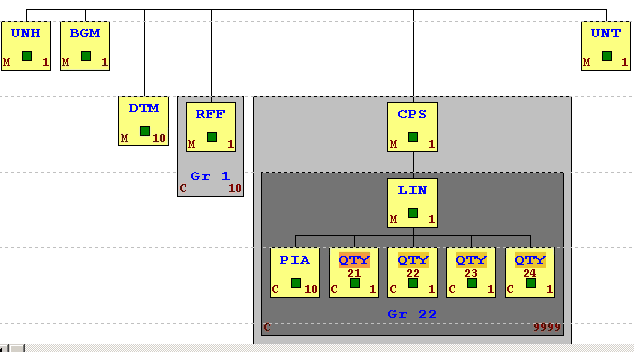 UNH BGM UNT
M 1 M 1 M 1
DTM RFF CPS
M 10 M 1 M 1
Gr 1
C 10
LIN
M 1
PIA QTY QTY QTY QTY
21 22 23 24
C 10 C 1 C 1 C 1 C 1
Gr 22
C 9999